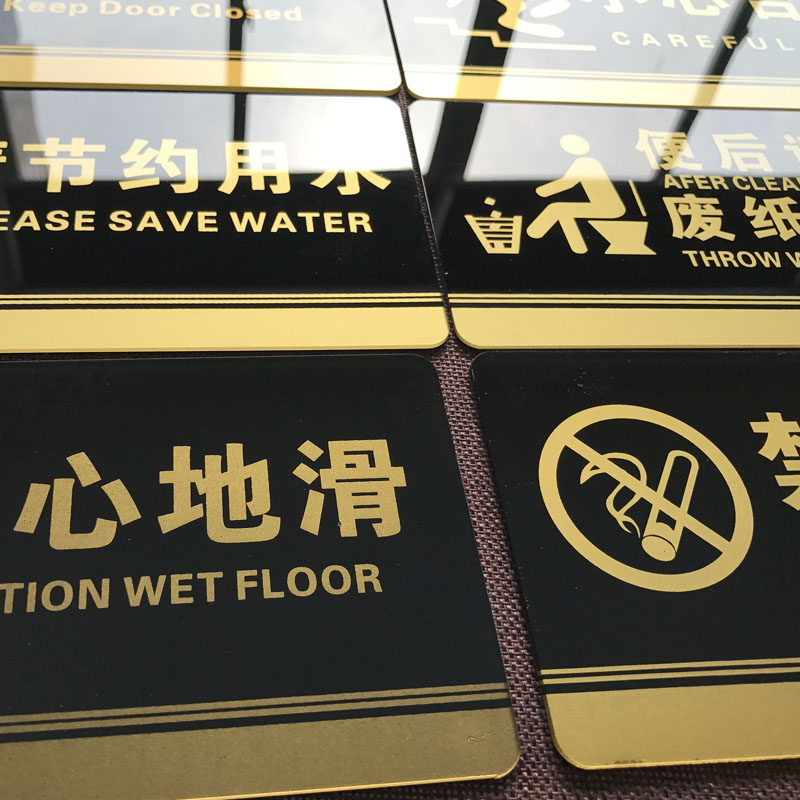 Keep Door Closed
CAREFUL
节约用水
EASE SAVE WATER
便后
AFER CLEA
废纸
THROW W
心地滑
TION WET FLOOR
禁